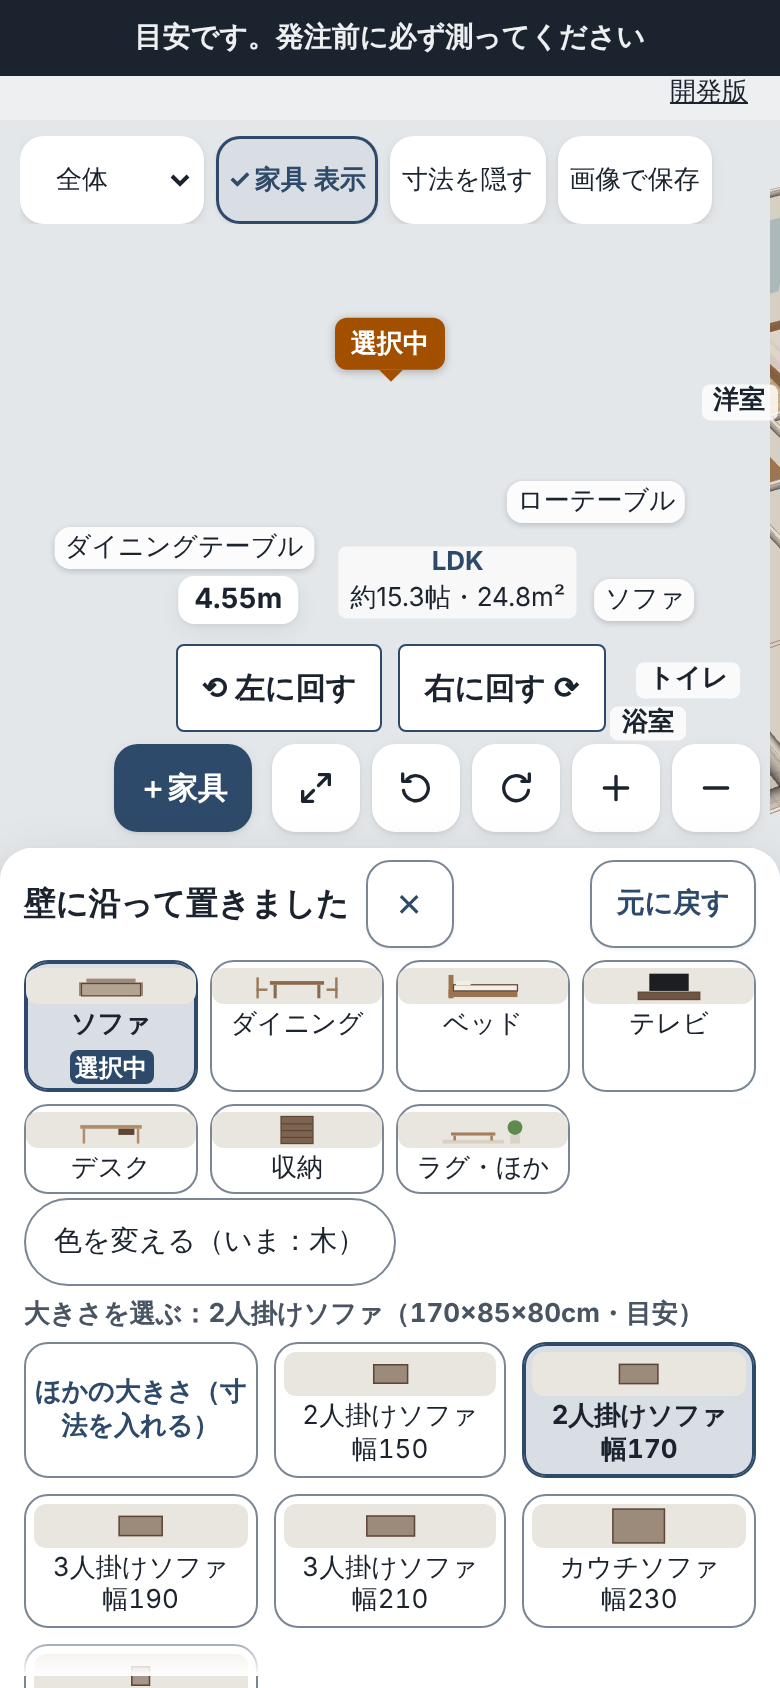 目安です。発注前に必ず測ってください
開発版
全体
✓家具 表示
寸法を隠す
画像で保存
選択中
洋室
ローテーブル
ダイニングテーブル
LDK
4.55m
約15.3帖・24.8m²
ソファ
⟲ 左に回す
右に回す ⟳
トイレ
浴室
+家具
壁に沿って置きました
×
元に戻す
ソファ
ダイニング
ベッド
テレビ
選択中
デスク
収納
ラグ・ほか
色を変える（いま：木）
大きさを選ぶ：2人掛けソファ（170×85×80cm・目安）
ほかの大きさ（寸
法を入れる）
2人掛けソファ
幅150
2人掛けソファ
幅170
3人掛けソファ
幅190
3人掛けソファ
幅210
カウチソファ
幅230